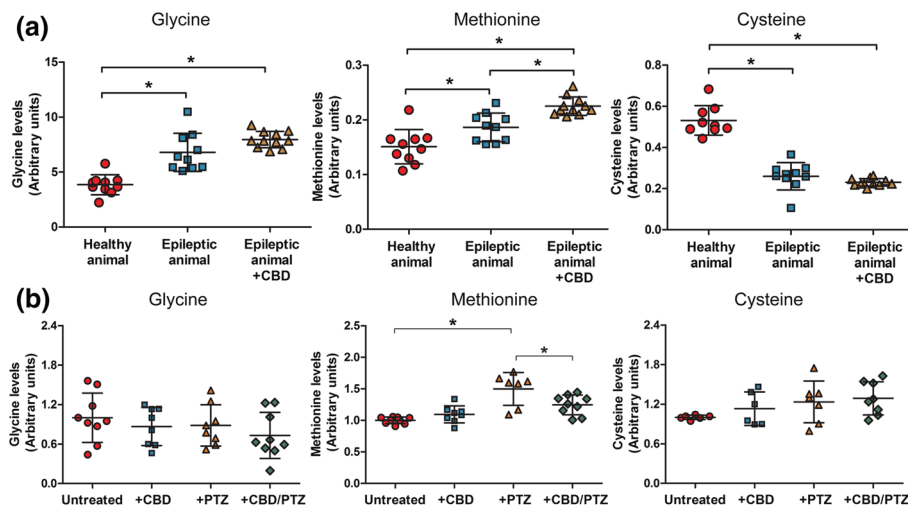 (a)
Glycine
Methionine
Cysteine
*
*
Glycine levels
(Arbitrary units)
15
10
5
0
Healthy
animal
Epileptic
animal
Epileptic
animal
+CBD
*
*
*
Methionine levels
(Arbitrary units)
0.3
0.2
0.1
0.0
Healthy
animal
Epileptic
animal
Epileptic
animal
+CBD
*
*
Cysteine levels
(Arbitrary units)
0.8
0.6
0.4
0.2
0.0
Healthy
animal
Epileptic
animal
Epileptic
animal
+CBD
(b)
Glycine
Methionine
Cysteine
Glycine levels
(Arbitrary units)
2.4
1.8
1.2
0.6
0.0
Untreated +CBD +PTZ +CBD/PTZ
*
*
Methionine levels
(Arbitrary units)
2.5
2.0
1.5
1.0
0.5
0.0
Untreated +CBD +PTZ +CBD/PTZ
Cysteine levels
(Arbitrary units)
2.4
1.8
1.2
0.6
0.0
Untreated +CBD +PTZ +CBD/PTZ